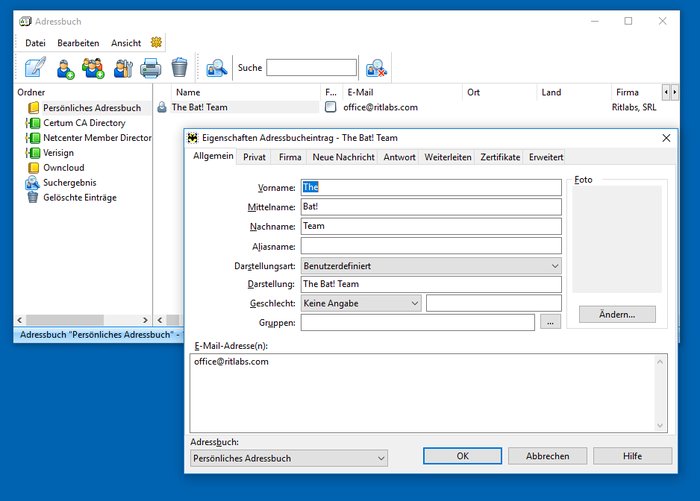 Adressbuch
Datei Bearbeiten Ansicht
Suche
Ordner
Persönliches Adressbuch
Certum CA Directory
Netcenter Member Director
Verisign
Owncloud
Suchergebnis
Gelöschte Einträge
Name F... E-Mail Ort Land Firma
The Bat! Team office@ritlabs.com Ritlabs, SRL
Adressbuch "Persönliches Adressbuch" -
Eigenschaften Adressbucheintrag - The Bat! Team
Allgemein Privat Firma Neue Nachricht Antwort Weiterleiten Zertifikate Erweitert
Vorname: The
Mittelname: Bat!
Nachname: Team
Aliasname:
Darstellungsart: Benutzerdefiniert
Darstellung: The Bat! Team
Geschlecht: Keine Angabe
Gruppen: ...
Foto
Ändern...
E-Mail-Adresse(n):
office@ritlabs.com
Adressbuch:
Persönliches Adressbuch
OK Abbrechen Hilfe